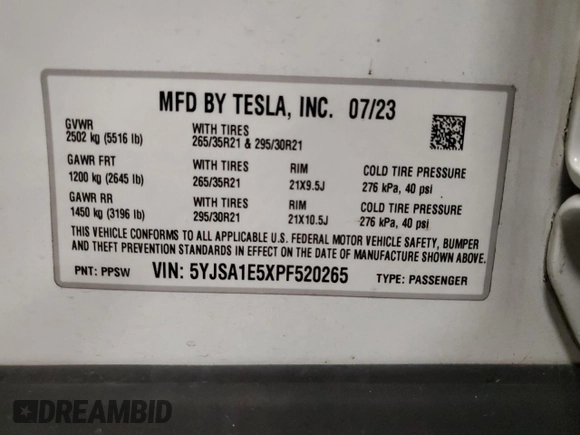 MFD BY TESLA, INC. 07/23
GVWR
2502 kg (5516 lb)
WITH TIRES
265/35R21 & 295/30R21
GAWR FRT
1200 kg (2645 lb)
WITH TIRES
265/35R21
RIM
21X9.5J
COLD TIRE PRESSURE
276 kPa, 40 psi
GAWR RR
1450 kg (3196 lb)
WITH TIRES
295/30R21
RIM
21X10.5J
COLD TIRE PRESSURE
276 kPa, 40 psi
THIS VEHICLE CONFORMS TO ALL APPLICABLE U.S. FEDERAL MOTOR VEHICLE SAFETY, BUMPER
AND THEFT PREVENTION STANDARDS IN EFFECT ON THE DATE OF MANUFACTURE SHOWN ABOVE.
PNT: PPSW VIN: 5YJSA1E5XPF520265 TYPE: PASSENGER
DREAMBID